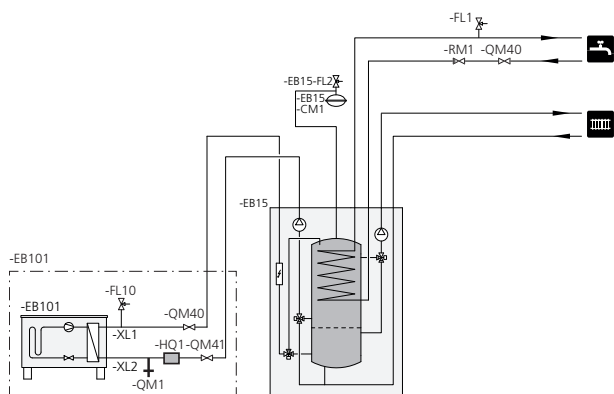 -FL1
-RM1 -QM40
-EB15-FL2
-EB15
-CM1
-EB15
-EB101
-FL10
-EB101
-QM40
-XL1
-HQ1-QM41
-XL2
-QM1